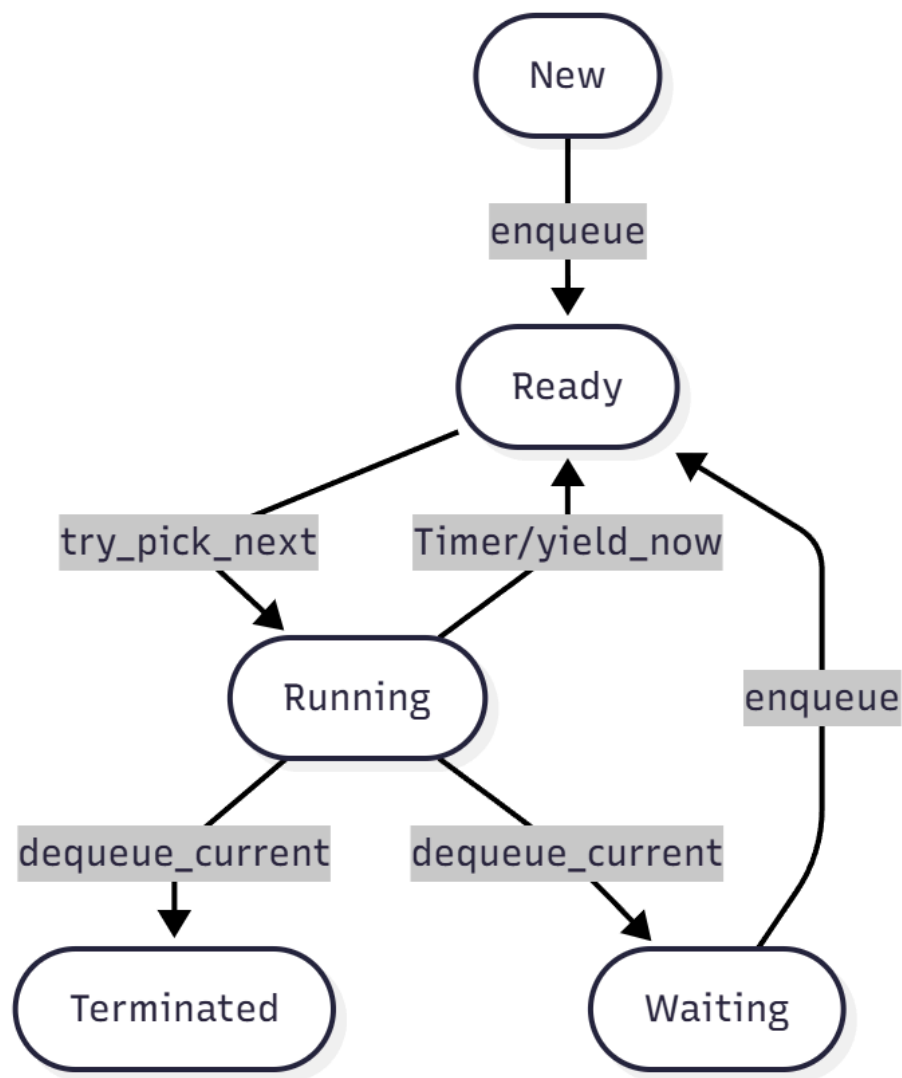 New
enqueue
Ready
try_pick_next
Timer/yield_now
Running
enqueue
dequeue_current
dequeue_current
Terminated
Waiting